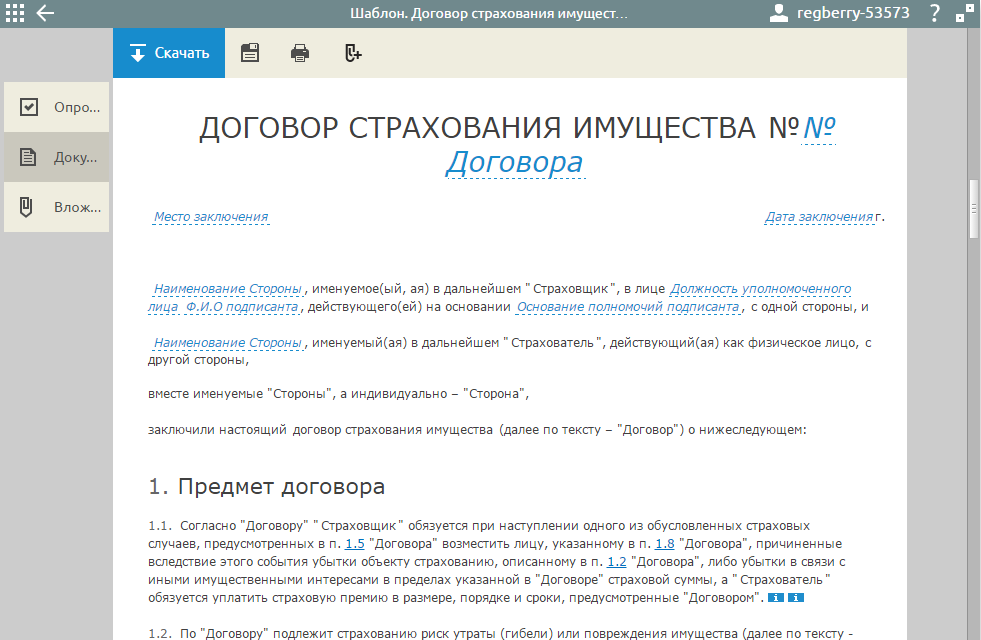 Шаблон. Договор страхования имущест...
regberry-53573
?
Скачать
Опро...
Доку...
Влож...
ДОГОВОР СТРАХОВАНИЯ ИМУЩЕСТВА №№
Договора
Место заключения Дата заключения г.
Наименование Стороны, именуемое(ый, ая) в дальнейшем "Страховщик", в лице Должность уполномоченного
лица Ф.И.О подписанта, действующего(ей) на основании Основание полномочий подписанта, с одной стороны, и
Наименование Стороны, именуемый(ая) в дальнейшем "Страхователь", действующий(ая) как физическое лицо, с
другой стороны,
вместе именуемые "Стороны", а индивидуально – "Сторона",
заключили настоящий договор страхования имущества (далее по тексту – "Договор") о нижеследующем:
1. Предмет договора
1.1. Согласно "Договору" "Страховщик" обязуется при наступлении одного из обусловленных страховых
случаев, предусмотренных в п. 1.5 "Договора" возместить лицу, указанному в п. 1.8 "Договора", причиненные
вследствие этого события убытки объекту страхованию, описанному в п. 1.2 "Договора", либо убытки в связи с
иными имущественными интересами в пределах указанной в "Договоре" страховой суммы, а "Страхователь"
обязуется уплатить страховую премию в размере, порядке и сроки, предусмотренные "Договором". i i
1.2. По "Договору" подлежит страхованию риск утраты (гибели) или повреждения имущества (далее по тексту -